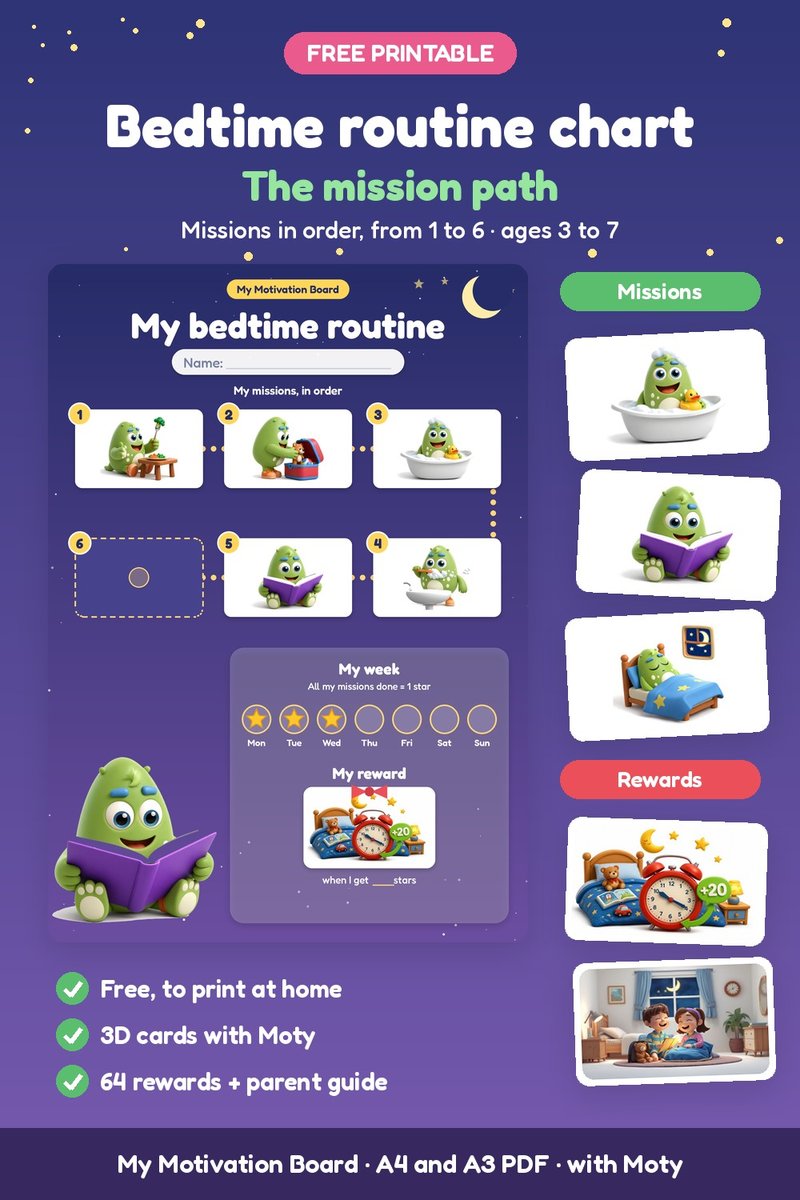 FREE PRINTABLE
Bedtime routine chart
The mission path
Missions in order, from 1 to 6 · ages 3 to 7
My Motivation Board
My bedtime routine
Name:
My missions, in order
1
2
3
6
5
4
My week
All my missions done = 1 star
Mon Tue Wed Thu Fri Sat Sun
My reward
+20
when I get ____stars
Missions
Rewards
+20
Free, to print at home
3D cards with Moty
64 rewards + parent guide
My Motivation Board · A4 and A3 PDF · with Moty